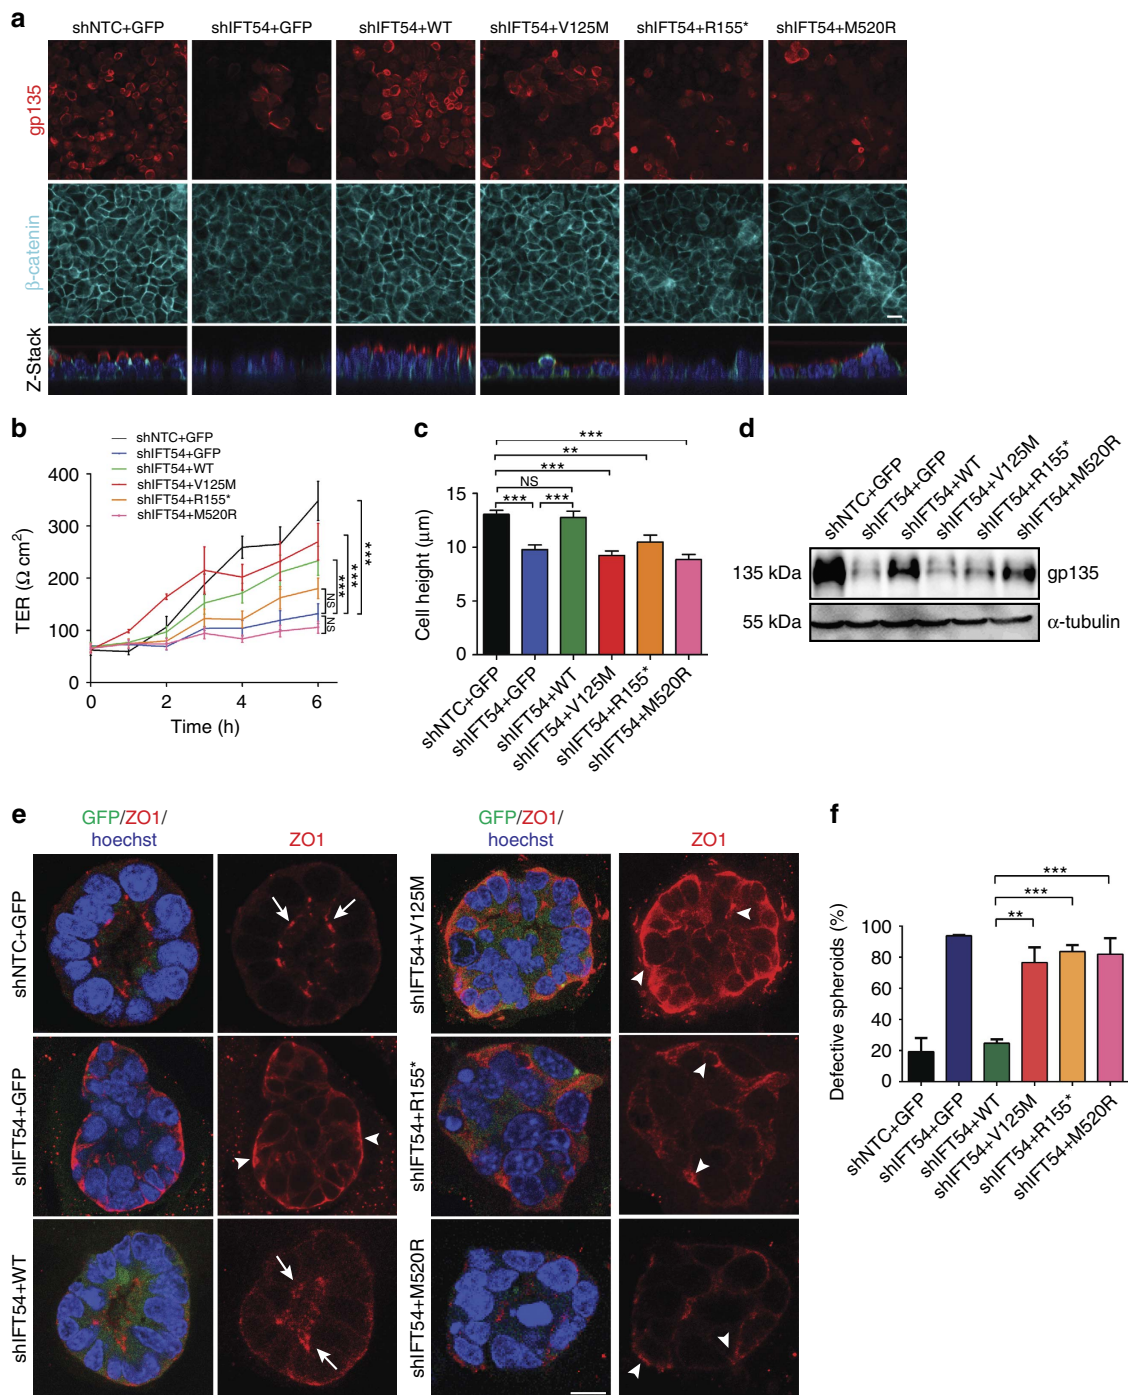 a
shNTC+GFP shIFT54+GFP shIFT54+WT shIFT54+V125M shIFT54+R155* shIFT54+M520R
gp135
β-catenin
Z-Stack
b
shNTC+GFP
shIFT54+GFP
shIFT54+WT
shIFT54+V125M
shIFT54+R155*
shIFT54+M520R
TER (Ω cm²)
400
300
200
100
0
0 2 4 6
Time (h)
***
***
***
NS
NS
c
***
**
***
NS
*** ***
Cell height (μm)
15
10
5
0
shNTC+GFP
shIFT54+GFP
shIFT54+WT
shIFT54+V125M
shIFT54+R155*
shIFT54+M520R
d
shNTC+GFP
shIFT54+GFP
shIFT54+WT
shIFT54+V125M
shIFT54+R155*
shIFT54+M520R
135 kDa gp135
55 kDa α-tubulin
e
GFP/ZO1/
hoechst
ZO1
GFP/ZO1/
hoechst
ZO1
shNTC+GFP
shIFT54+GFP
shIFT54+WT
shIFT54+V125M
shIFT54+R155*
shIFT54+M520R
f
***
***
**
Defective spheroids (%)
100
80
60
40
20
0
shNTC+GFP
shIFT54+GFP
shIFT54+WT
shIFT54+V125M
shIFT54+R155*
shIFT54+M520R